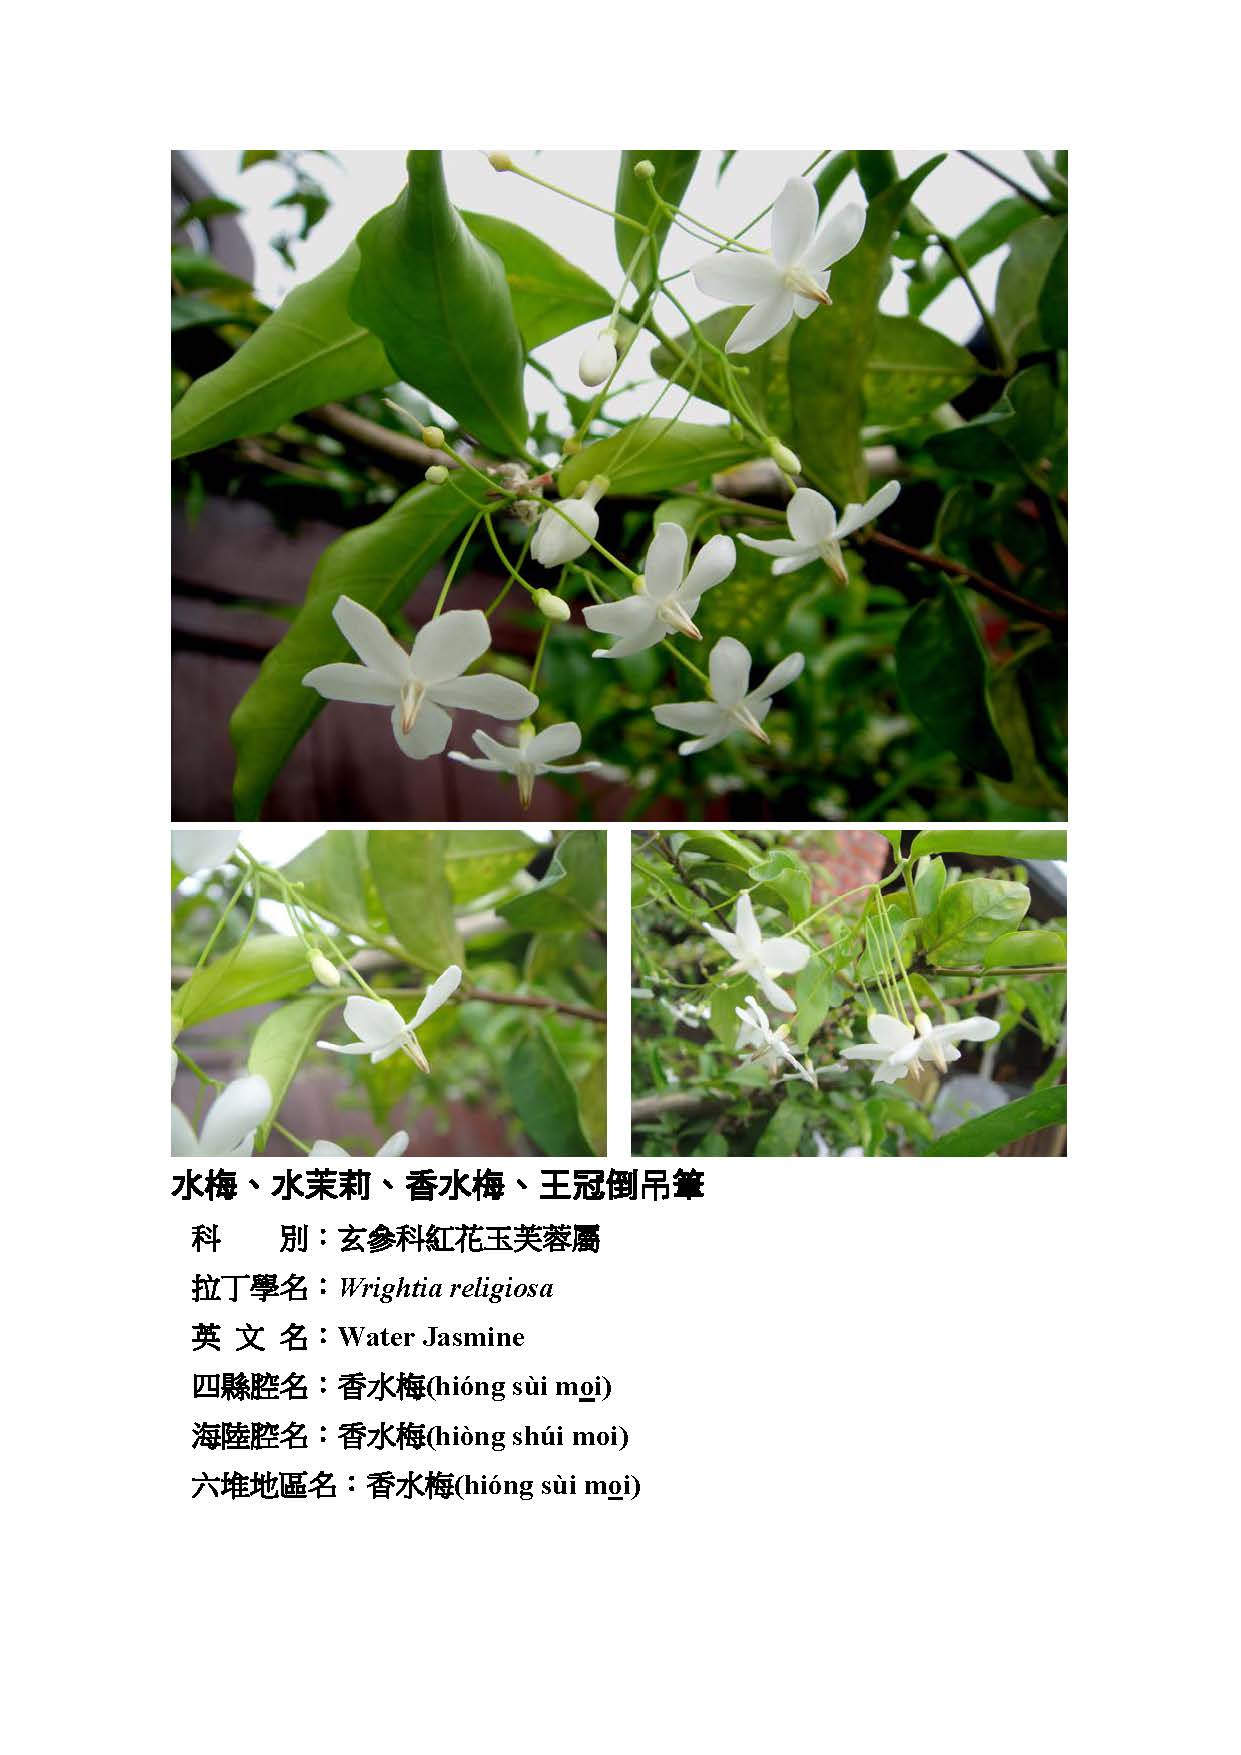 水梅、水茉莉、香水梅、王冠倒吊筆
科　　別：玄參科紅花玉芙蓉屬
拉丁學名：Wrightia religiosa
英 文 名：Water Jasmine
四縣腔名：香水梅(hióng sùi mo̲i)
海陸腔名：香水梅(hiòng shúi moi)
六堆地區名：香水梅(hióng sùi mo̲i)